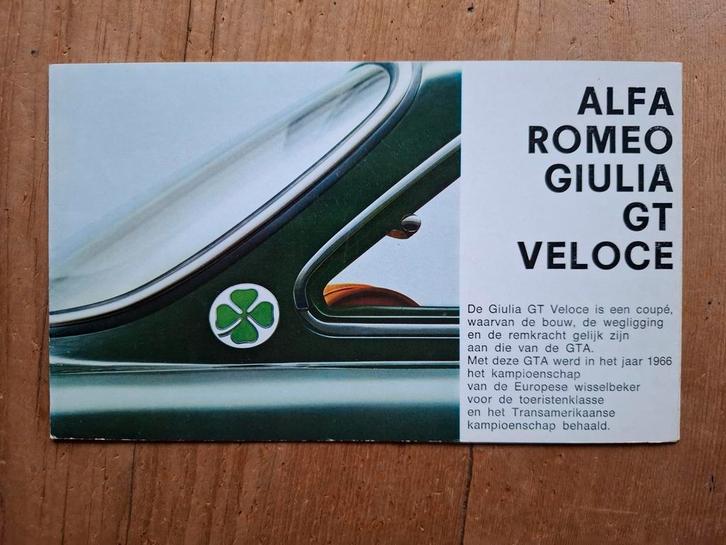 ALFA
ROMEO
GIULIA
GT
VELOCE
De Giulia GT Veloce is een coupé,
waarvan de bouw, de wegligging
en de remkracht gelijk zijn
aan die van de GTA.
Met deze GTA werd in het jaar 1966
het kampioenschap
van de Europese wisselbeker
voor de toeristenklasse
en het Transamerikaanse
kampioenschap behaald.